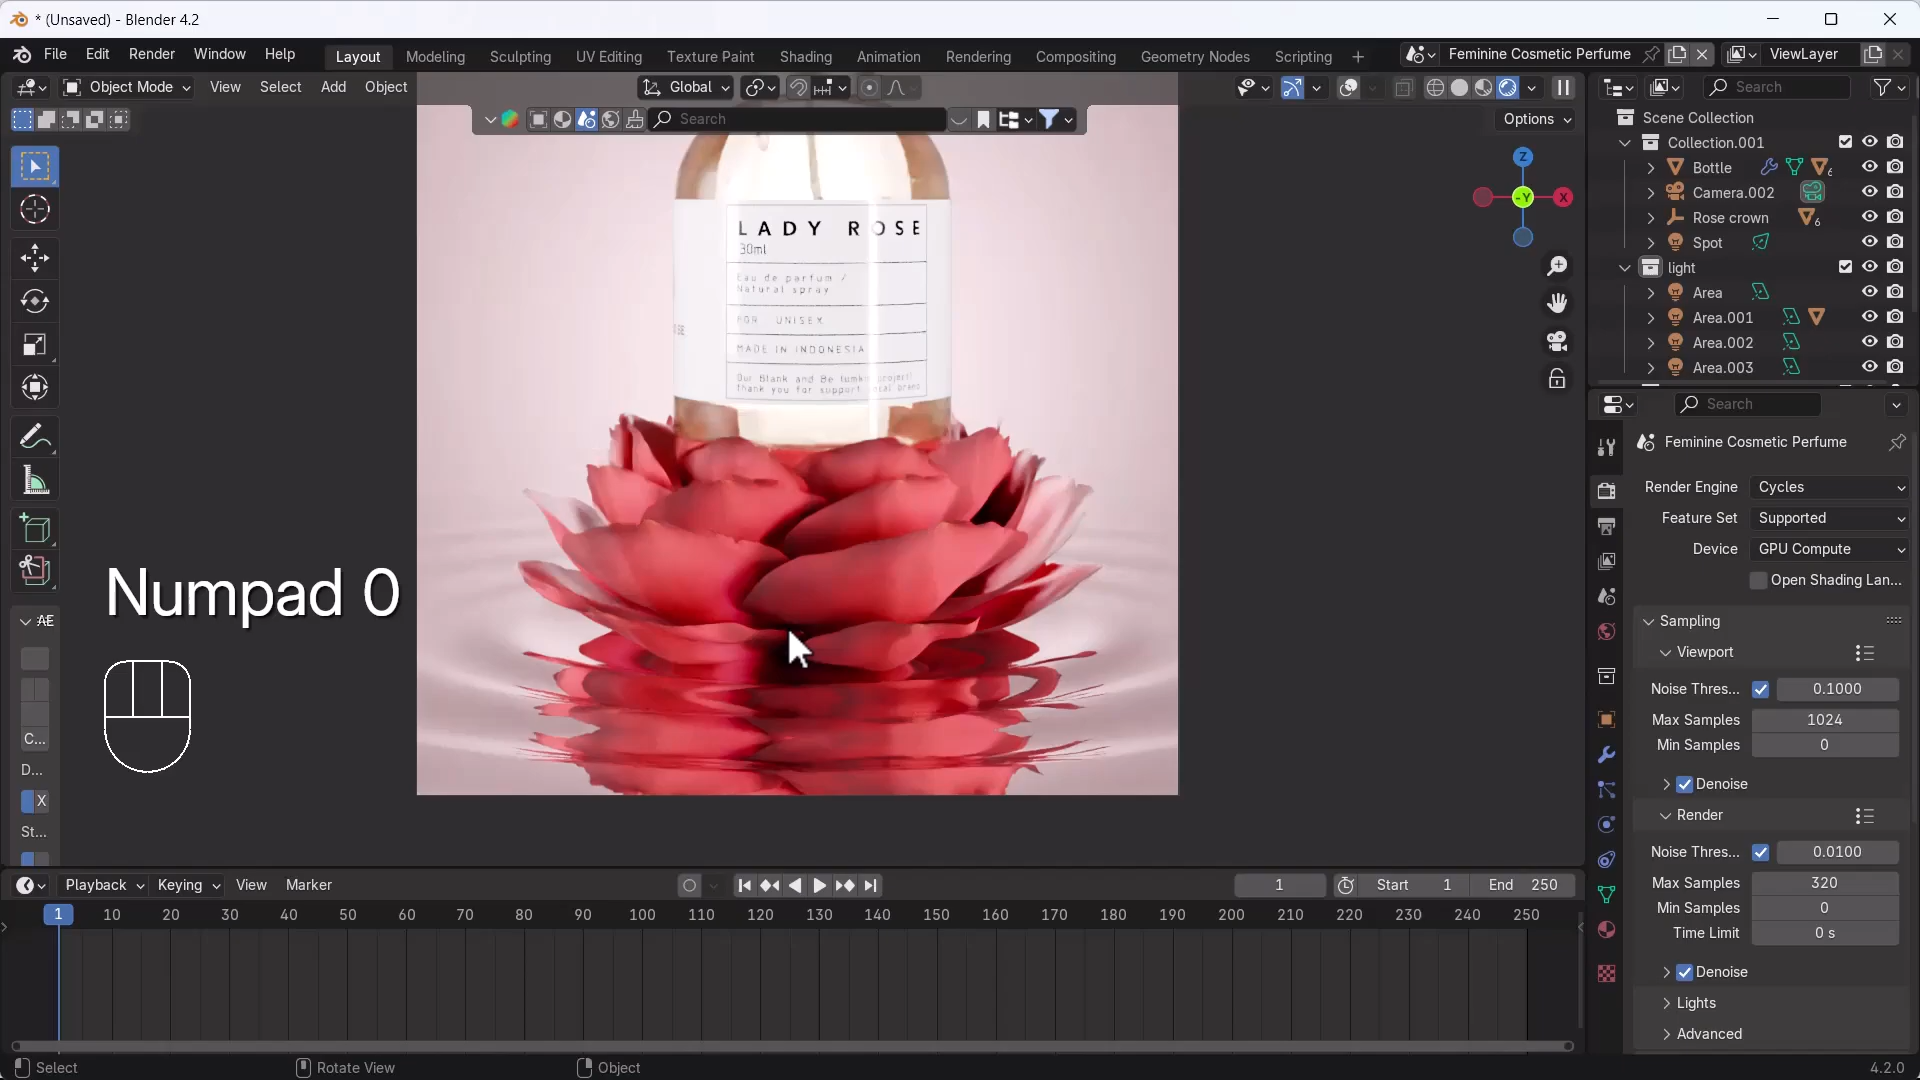 * (Unsaved) - Blender 4.2
File Edit Render Window Help
Layout Modeling Sculpting UV Editing Texture Paint Shading Animation Rendering Compositing Geometry Nodes Scripting
Feminine Cosmetic Perfume
ViewLayer
Object Mode View Select Add Object
Global
Search
Search
Options
Scene Collection
Collection.001
Bottle
6
Camera.002
Rose crown
6
Spot
light
Area
Area.001
Area.002
Area.003
Z
-Y
X
LADY ROSE
30ml
Eau de parfum /
Natural spray
FOR UNISEX
MADE IN INDONESIA
Numpad 0
AE
C...
D...
X
St...
Search
Feminine Cosmetic Perfume
Render Engine Cycles
Feature Set Supported
Device GPU Compute
Open Shading Lan...
Sampling
Viewport
Noise Thres... 0.1000
Max Samples 1024
Min Samples 0
Denoise
Render
Noise Thres... 0.0100
Max Samples 320
Min Samples 0
Time Limit 0 s
Denoise
Lights
Advanced
Playback Keying View Marker
1
Start 1 End 250
1 10 20 30 40 50 60 70 80 90 100 110 120 130 140 150 160 170 180 190 200 210 220 230 240 250
Select Rotate View Object
4.2.0